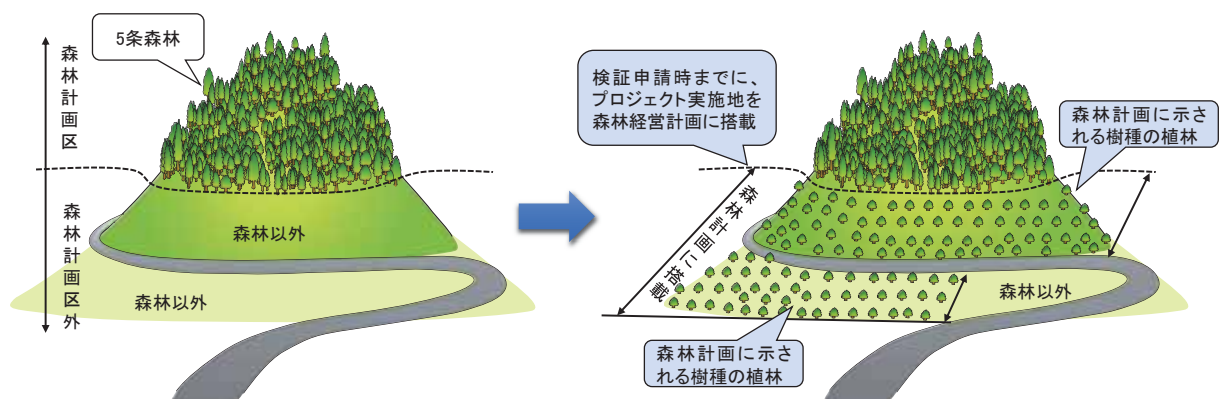 5条森林
森林計画区
森林計画区外
森林以外
森林以外
検証申請時までに、
プロジェクト実施地を
森林経営計画に搭載
森林計画に示さ
れる樹種の植林
森林計画に搭載
森林以外
森林計画に示さ
れる樹種の植林